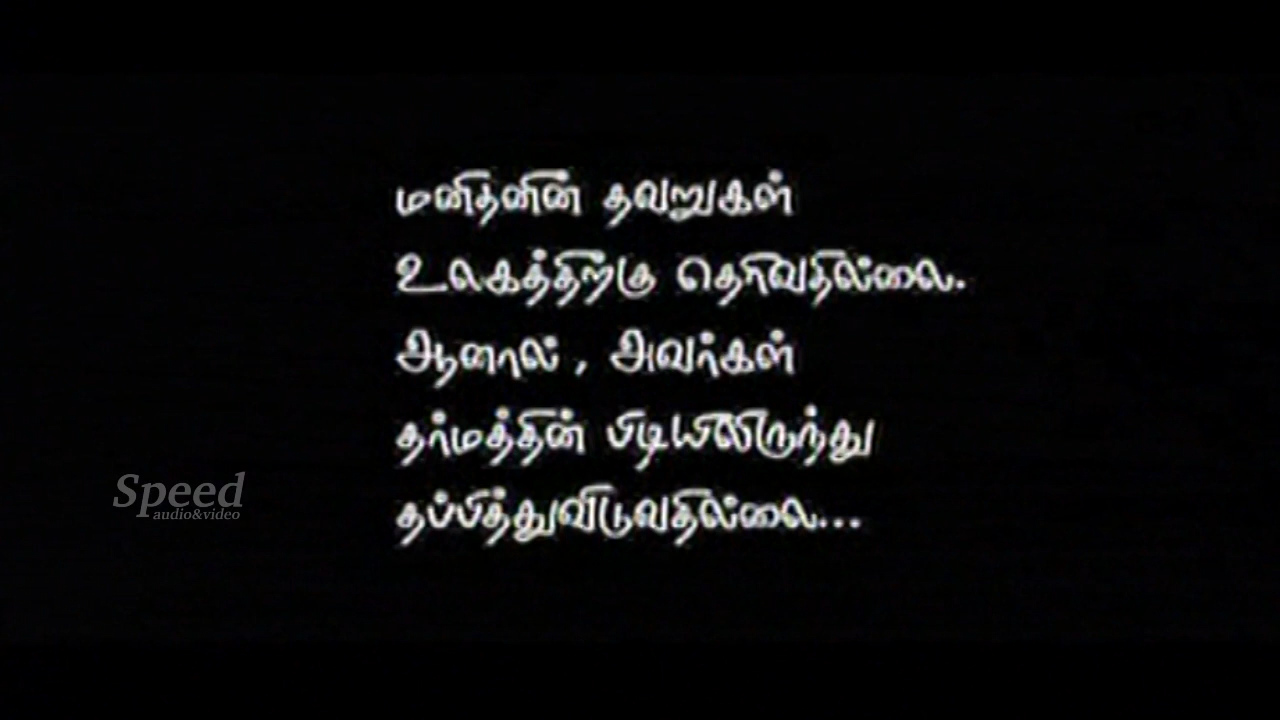 மனிதனின் தவறுகள்
உலகத்திற்கு தெரிவதில்லை.
ஆனால், அவர்கள்
தர்மத்தின் பிடியிலிருந்து
தப்பித்துவிடுவதில்லை...
Speed
audio&video